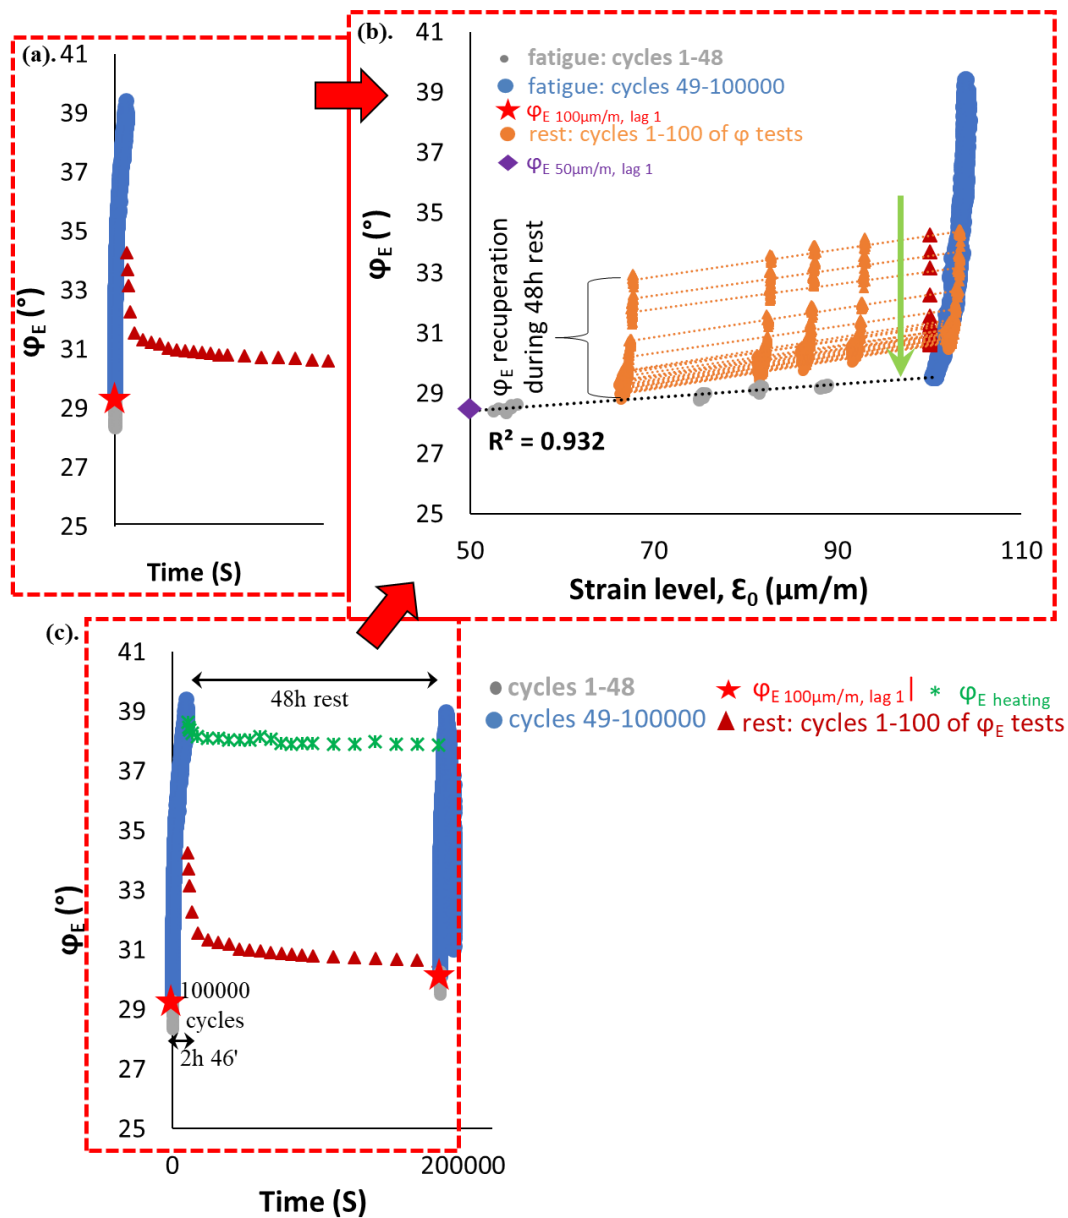 (a).
41
39
37
35
33
31
29
27
25
φE (°)
Time (S)
(b).
41
39
37
35
33
31
29
27
25
φE (°)
fatigue: cycles 1-48
fatigue: cycles 49-100000
φE 100μm/m, lag 1
rest: cycles 1-100 of φ tests
φE 50μm/m, lag 1
φE recuperation
during 48h rest
R² = 0.932
50
70
90
110
Strain level, Ɛ0 (μm/m)
(c).
41
39
37
35
33
31
29
27
25
φE (°)
48h rest
100000
cycles
2h 46'
0
200000
Time (S)
cycles 1-48
φE 100μm/m, lag 1
φE heating
cycles 49-100000
rest: cycles 1-100 of φE tests